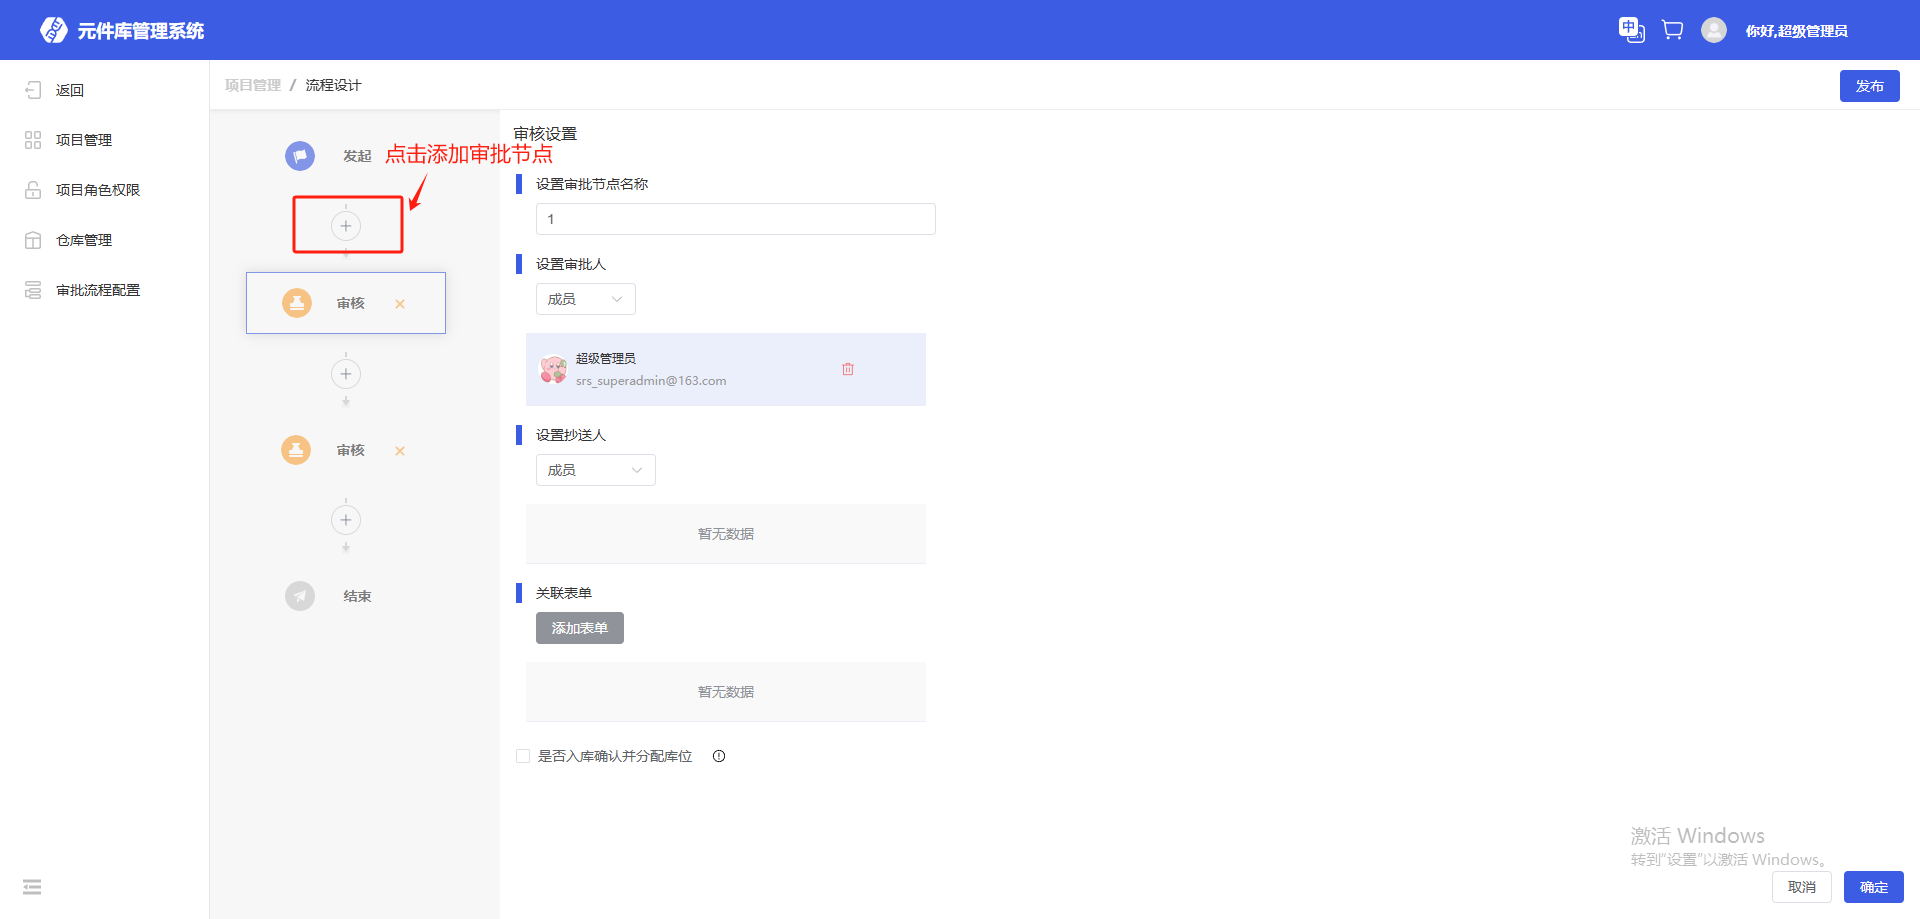 元件库管理系统
中
你好,超级管理员
返回
项目管理
项目角色权限
仓库管理
审批流程配置
项目管理 / 流程设计
发布
发起
点击添加审批节点
审核
审核
结束
审核设置
设置审批节点名称
1
设置审批人
成员
超级管理员
srs_superadmin@163.com
设置抄送人
成员
暂无数据
关联表单
添加表单
暂无数据
是否入库确认并分配库位
激活 Windows
转到“设置”以激活 Windows。
取消
确定